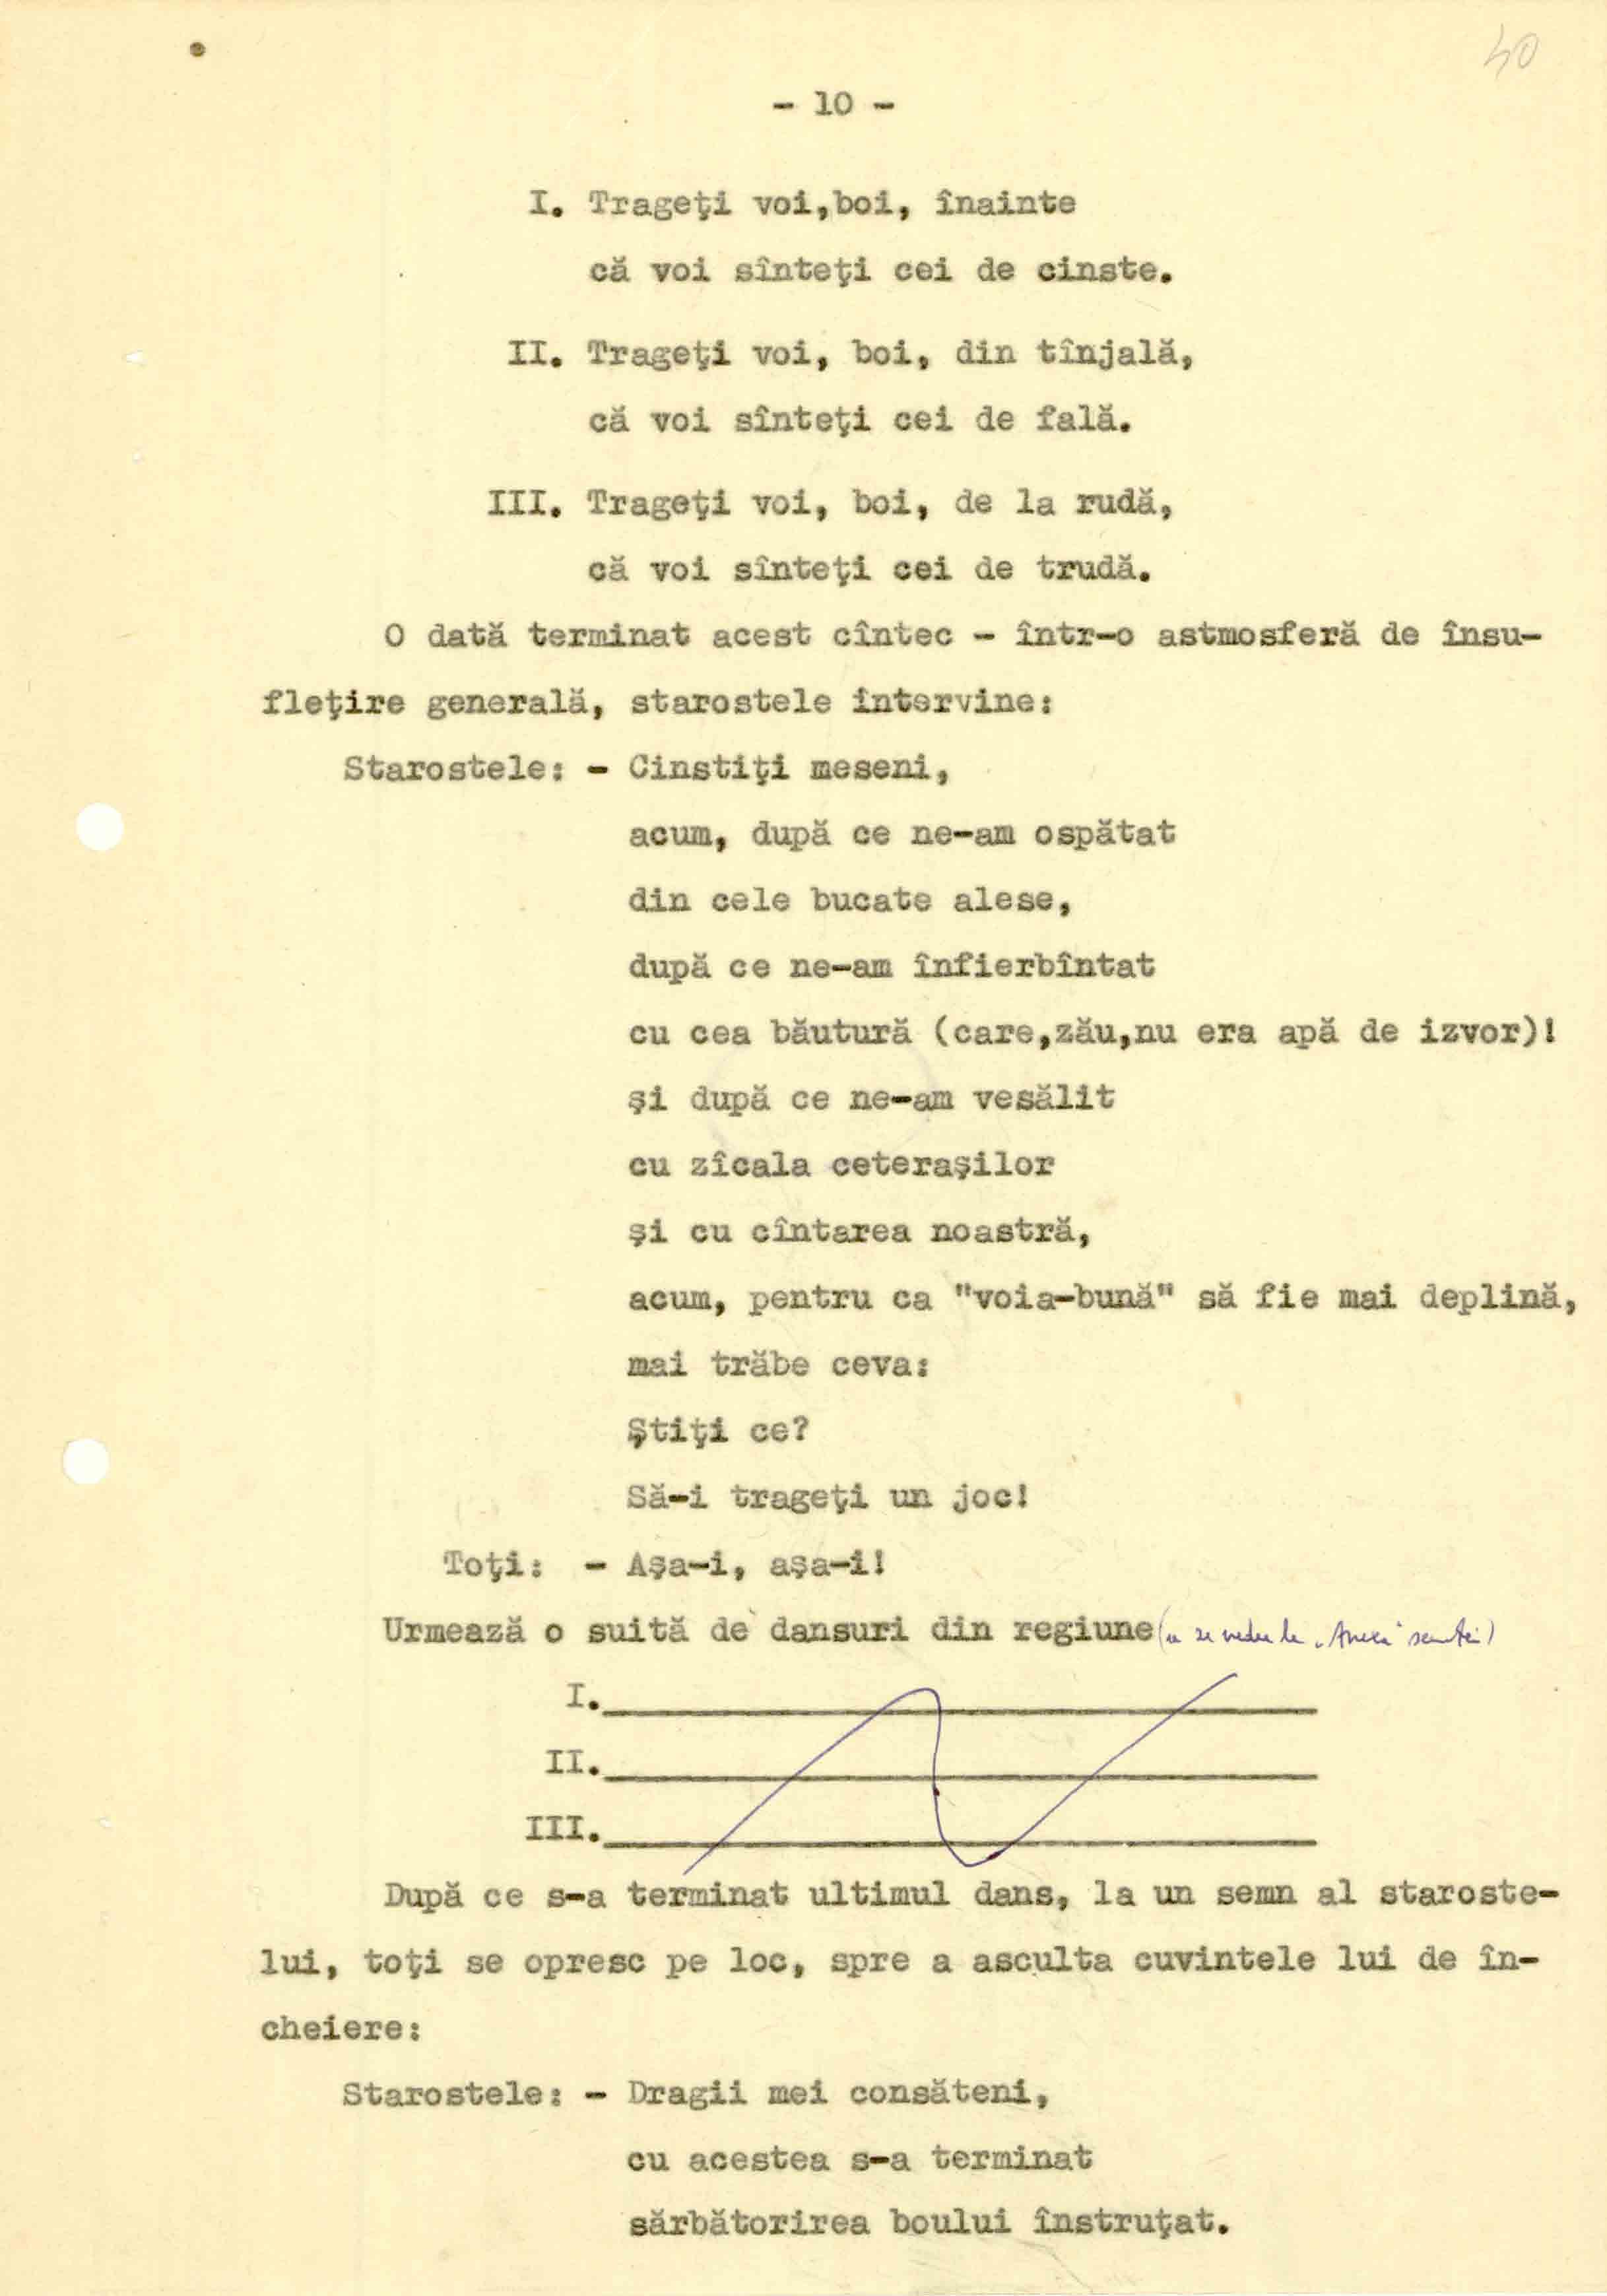 40
- 10 -
I. Trageţi voi,boi, înainte
că voi sînteţi cei de cinste.
II. Trageţi voi, boi, din tînjală,
că voi sînteţi cei de fală.
III. Trageţi voi, boi, de la rudă,
că voi sînteţi cei de trudă.
O dată terminat acest cîntec - într-o astmosferă de însu-
fleţire generală, starostele intervine:
Starostele: - Cinstiţi meseni,
acum, după ce ne-am ospătat
din cele bucate alese,
după ce ne-am înfierbîntat
cu cea băutură (care,zău,nu era apă de izvor)!
şi după ce ne-am vesălit
cu zîcala ceteraşilor
şi cu cîntarea noastră,
acum, pentru ca "voia-bună" să fie mai deplină,
mai trăbe ceva:
Ştiţi ce?
Să-i trageţi un joc!
Toţi: - Aşa-i, aşa-i!
Urmează o suită de dansuri din regiune (a se vedea la „Anexa"
I.
II.
III.
După ce s-a terminat ultimul dans, la un semn al staroste-
lui, toţi se opresc pe loc, spre a asculta cuvintele lui de în-
cheiere:
Starostele: - Dragii mei consăteni,
cu acestea s-a terminat
sărbătorirea boului înstruţat.